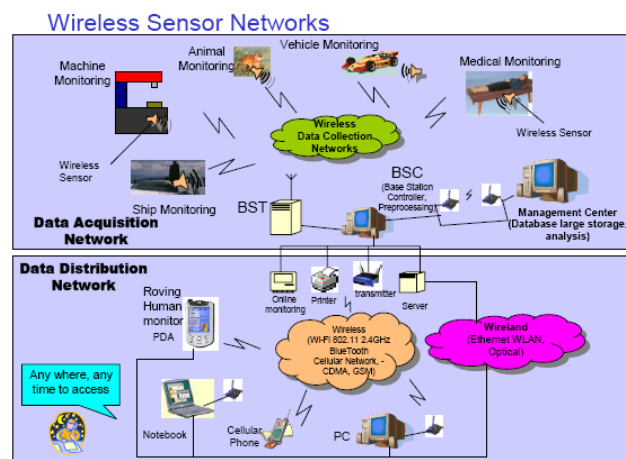 Wireless Sensor Networks
Machine
Monitoring
Animal
Monitoring
Vehicle Monitoring
Medical Monitoring
Wireless
Data Collection
Networks
Wireless Sensor
Wireless
Sensor
Ship Monitoring
BST
BSC
(Base Station
Controller,
Preprocessing)
Management Center
(Database large storage,
analysis)
Data Acquisition
Network
Data Distribution
Network
Online
monitoring
Printer
transmitter
Server
Roving
Human
monitor
PDA
Wireless
(WI-FI 802.11 2.4GHz
BlueTooth
Cellular Network, -
CDMA, GSM)
Wireland
(Ethernet WLAN,
Optical)
Any where, any
time to access
Notebook
Cellular
Phone
PC